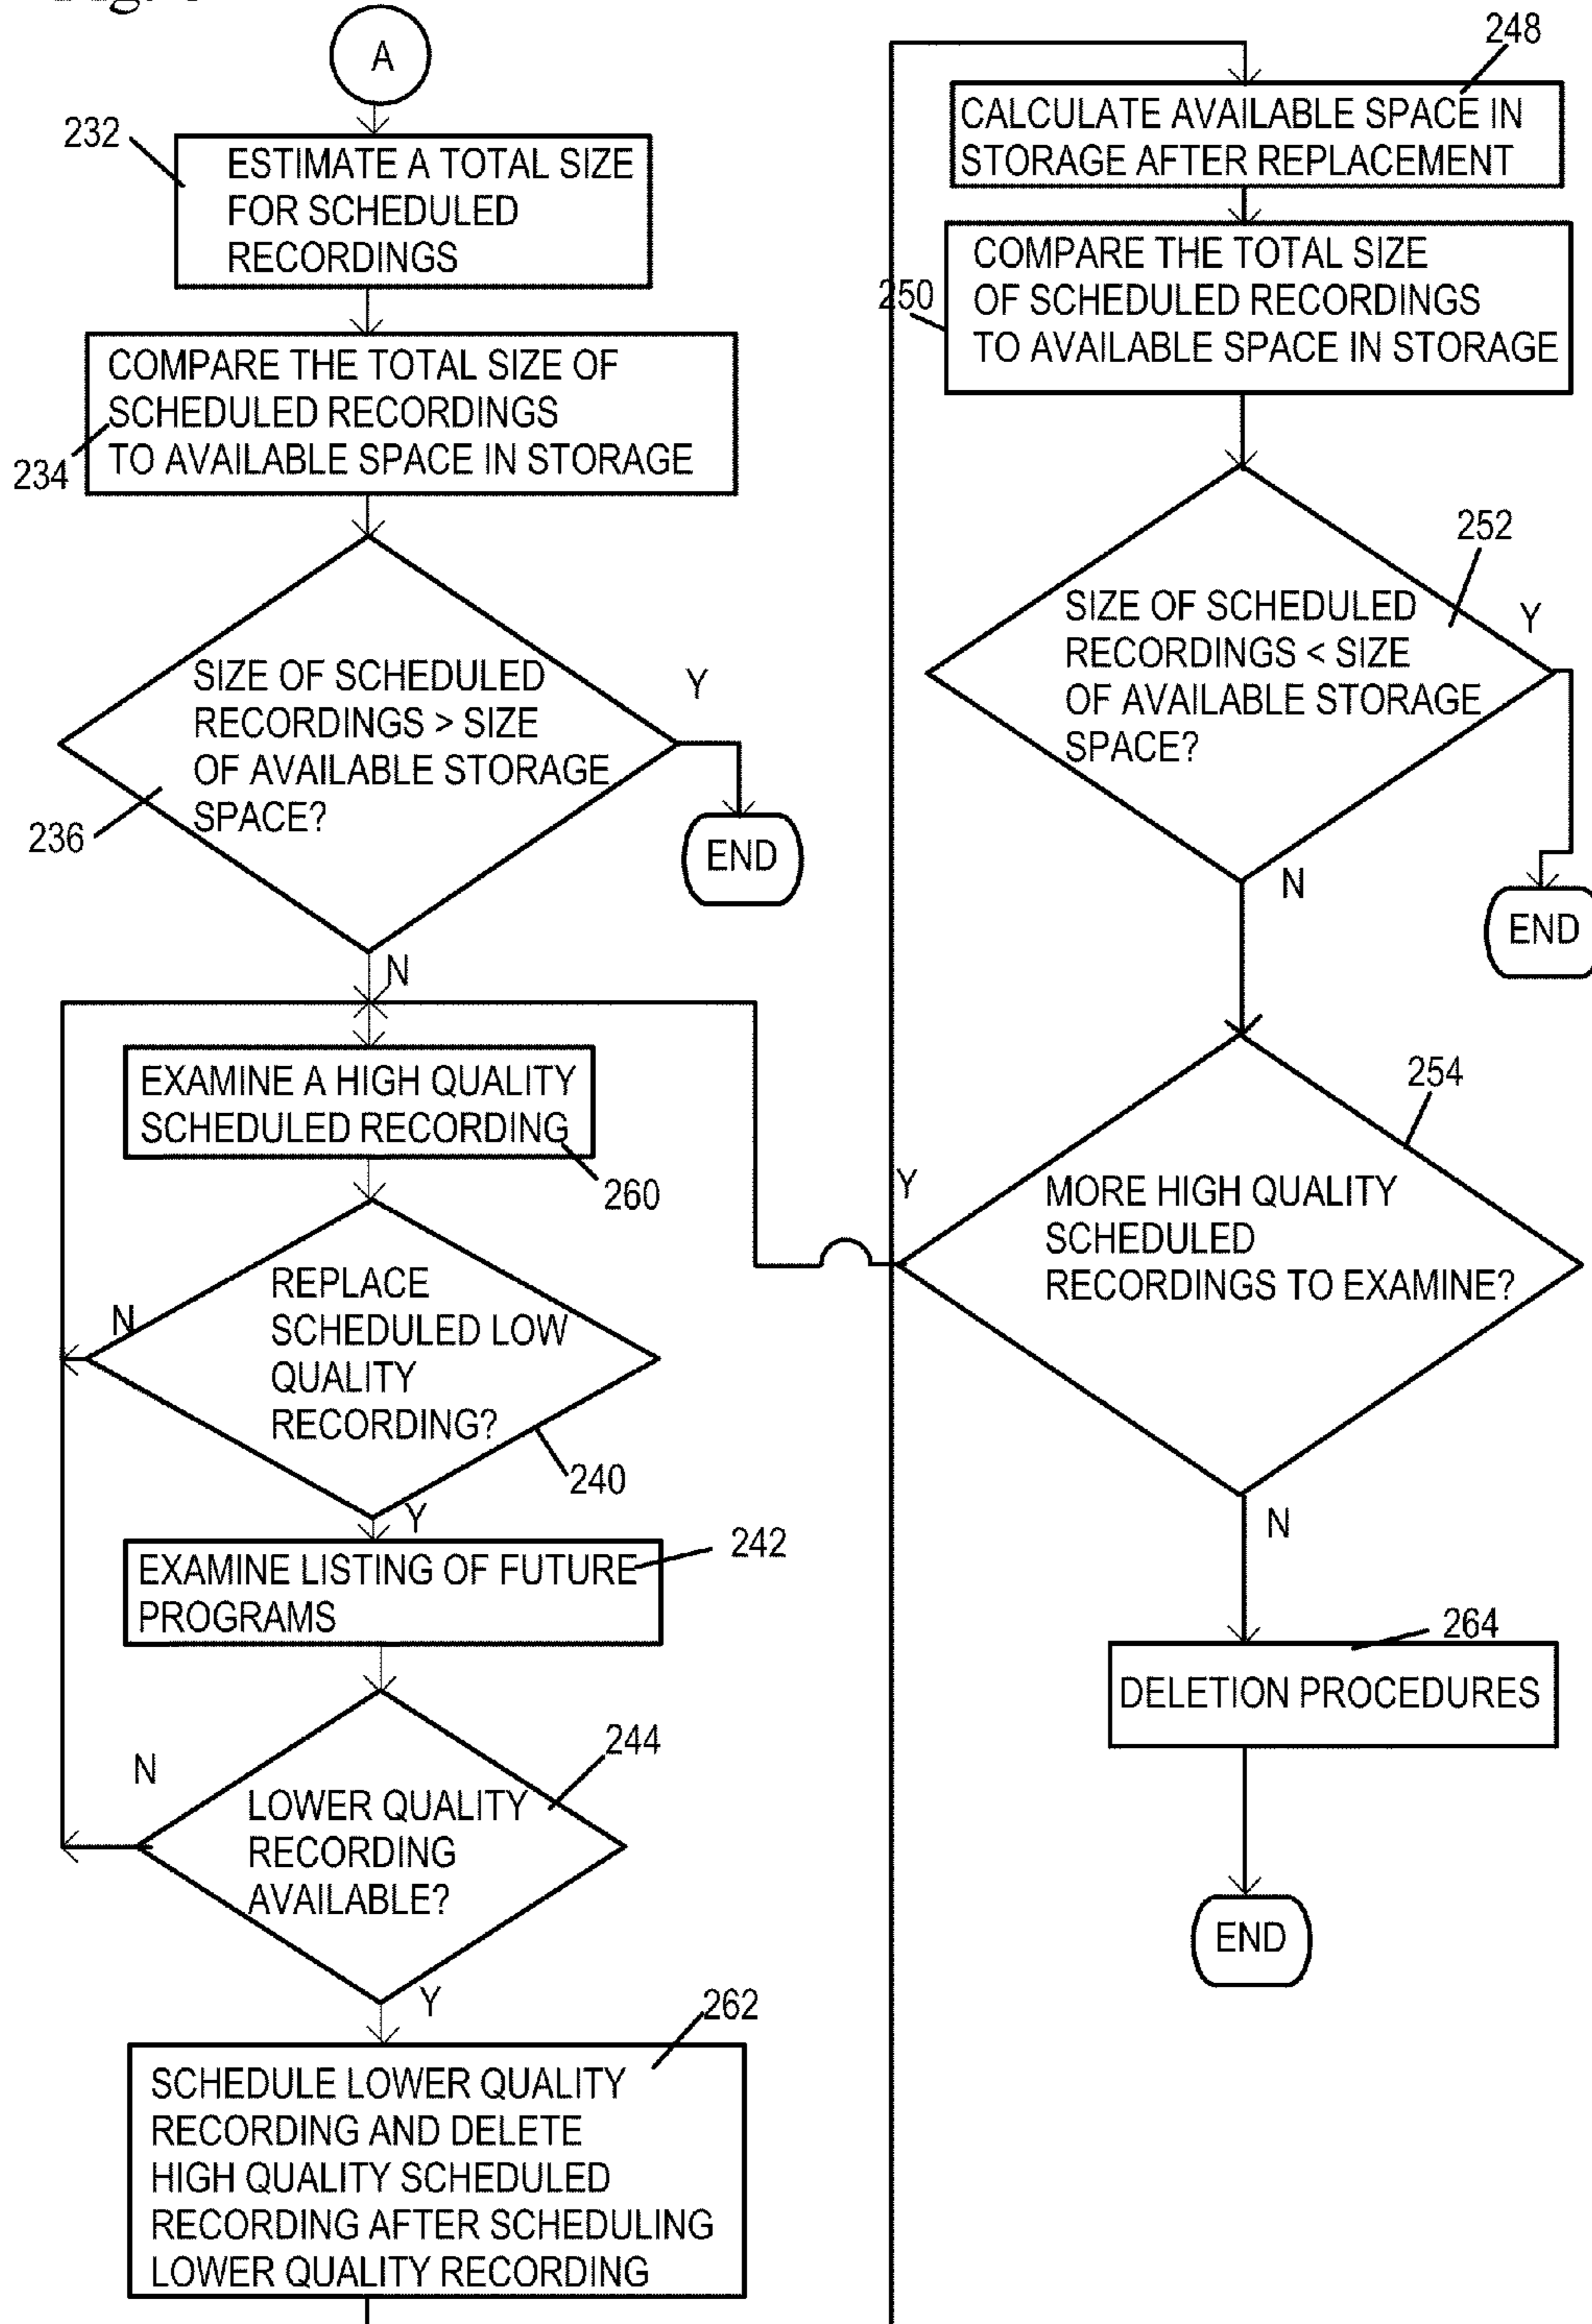 A
232
ESTIMATE A TOTAL SIZE
FOR SCHEDULED
RECORDINGS
COMPARE THE TOTAL SIZE OF
SCHEDULED RECORDINGS
TO AVAILABLE SPACE IN STORAGE
234
SIZE OF SCHEDULED
RECORDINGS > SIZE
OF AVAILABLE STORAGE
SPACE?
236
Y
END
N
EXAMINE A HIGH QUALITY
SCHEDULED RECORDING
260
REPLACE
SCHEDULED LOW
QUALITY
RECORDING?
N
240
Y
EXAMINE LISTING OF FUTURE
PROGRAMS
242
244
N
LOWER QUALITY
RECORDING
AVAILABLE?
Y
262
SCHEDULE LOWER QUALITY
RECORDING AND DELETE
HIGH QUALITY SCHEDULED
RECORDING AFTER SCHEDULING
LOWER QUALITY RECORDING
248
CALCULATE AVAILABLE SPACE IN
STORAGE AFTER REPLACEMENT
250
COMPARE THE TOTAL SIZE
OF SCHEDULED RECORDINGS
TO AVAILABLE SPACE IN STORAGE
252
SIZE OF SCHEDULED
RECORDINGS < SIZE
OF AVAILABLE STORAGE
SPACE?
Y
END
N
254
Y
MORE HIGH QUALITY
SCHEDULED
RECORDINGS TO EXAMINE?
N
264
DELETION PROCEDURES
END